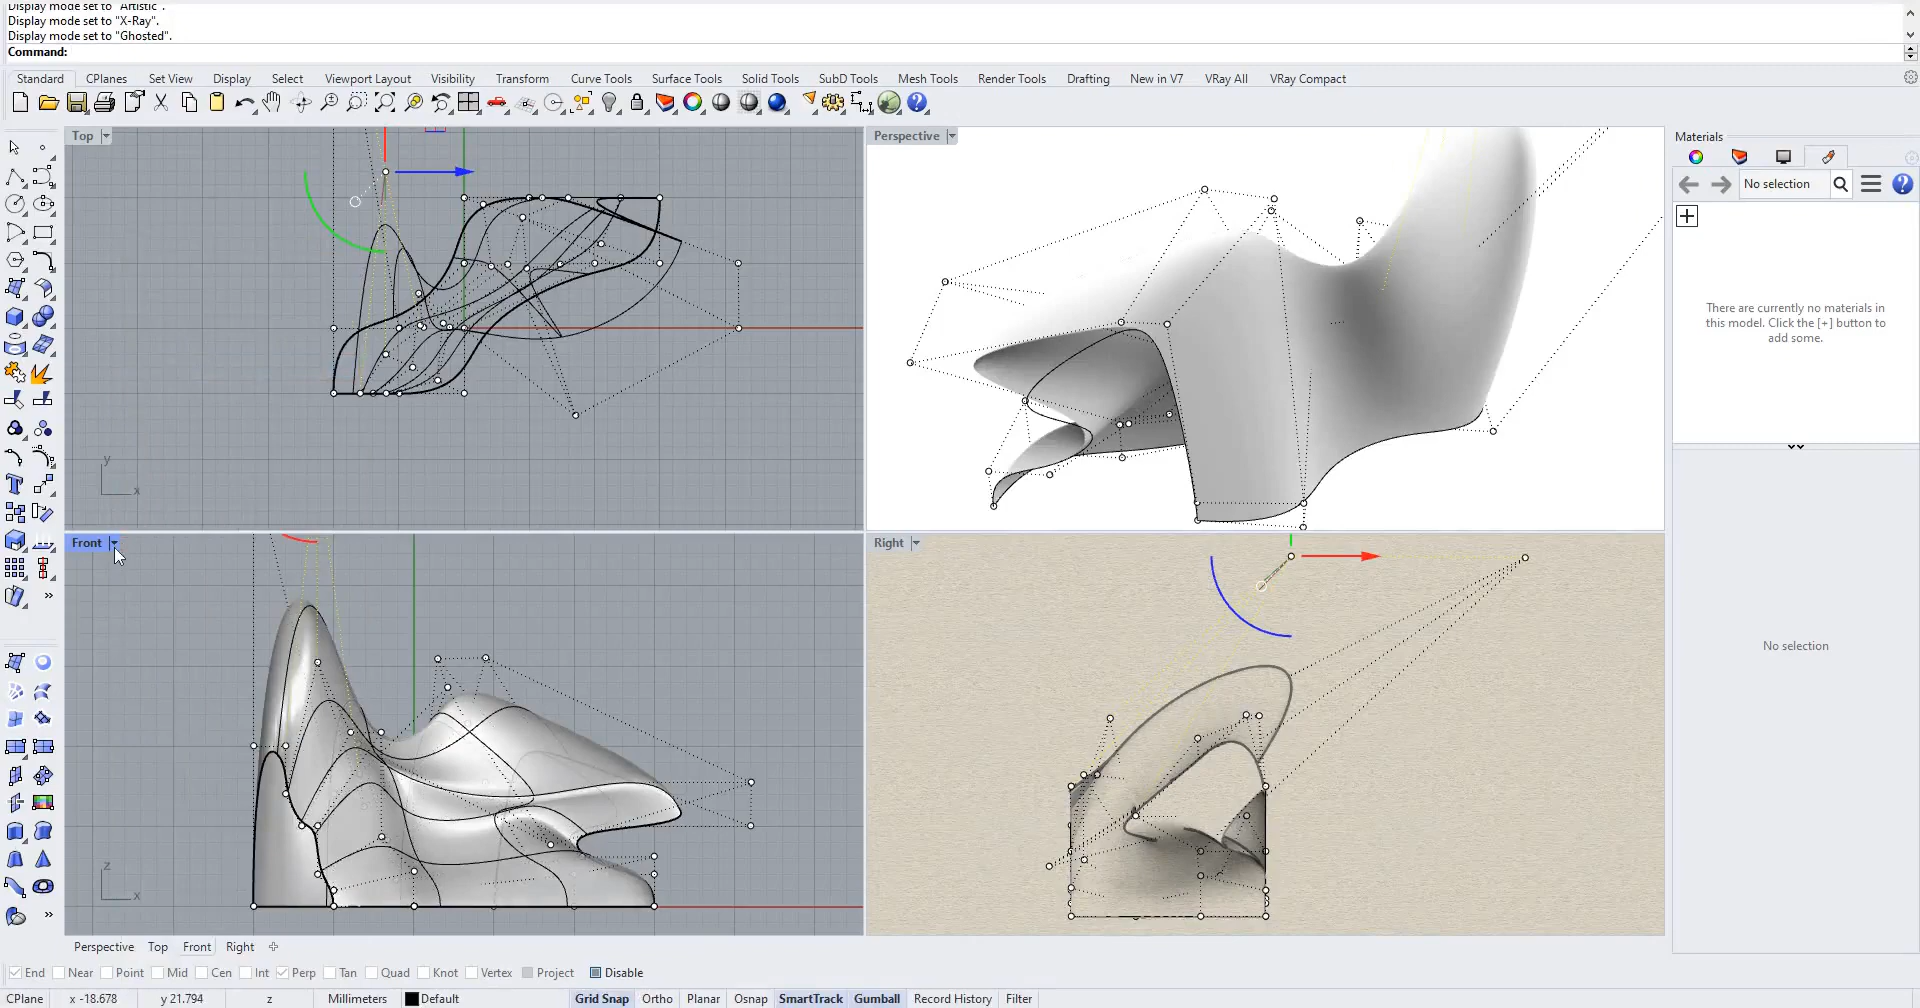 Display mode set to "Artistic".
Display mode set to "X-Ray".
Display mode set to "Ghosted".
Command:
Standard CPlanes Set View Display Select Viewport Layout Visibility Transform Curve Tools Surface Tools Solid Tools SubD Tools Mesh Tools Render Tools Drafting New in V7 VRay All VRay Compact
Top
Perspective
Materials
No selection
There are currently no materials in
this model. Click the [+] button to
add some.
y
x
Front
Right
No selection
z
x
Perspective Top Front Right
End Near Point Mid Cen Int Perp Tan Quad Knot Vertex Project Disable
CPlane x -18.678 y 21.794 z Millimeters Default Grid Snap Ortho Planar Osnap SmartTrack Gumball Record History Filter